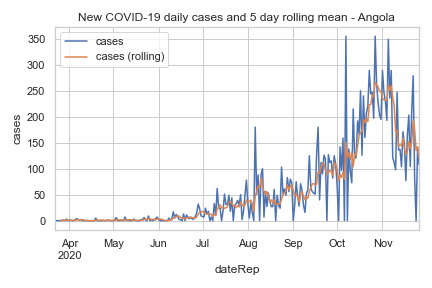 New COVID-19 daily cases and 5 day rolling mean - Angola
cases
cases (rolling)
cases
350
300
250
200
150
100
50
0
Apr May Jun Jul Aug Sep Oct Nov
2020
dateRep